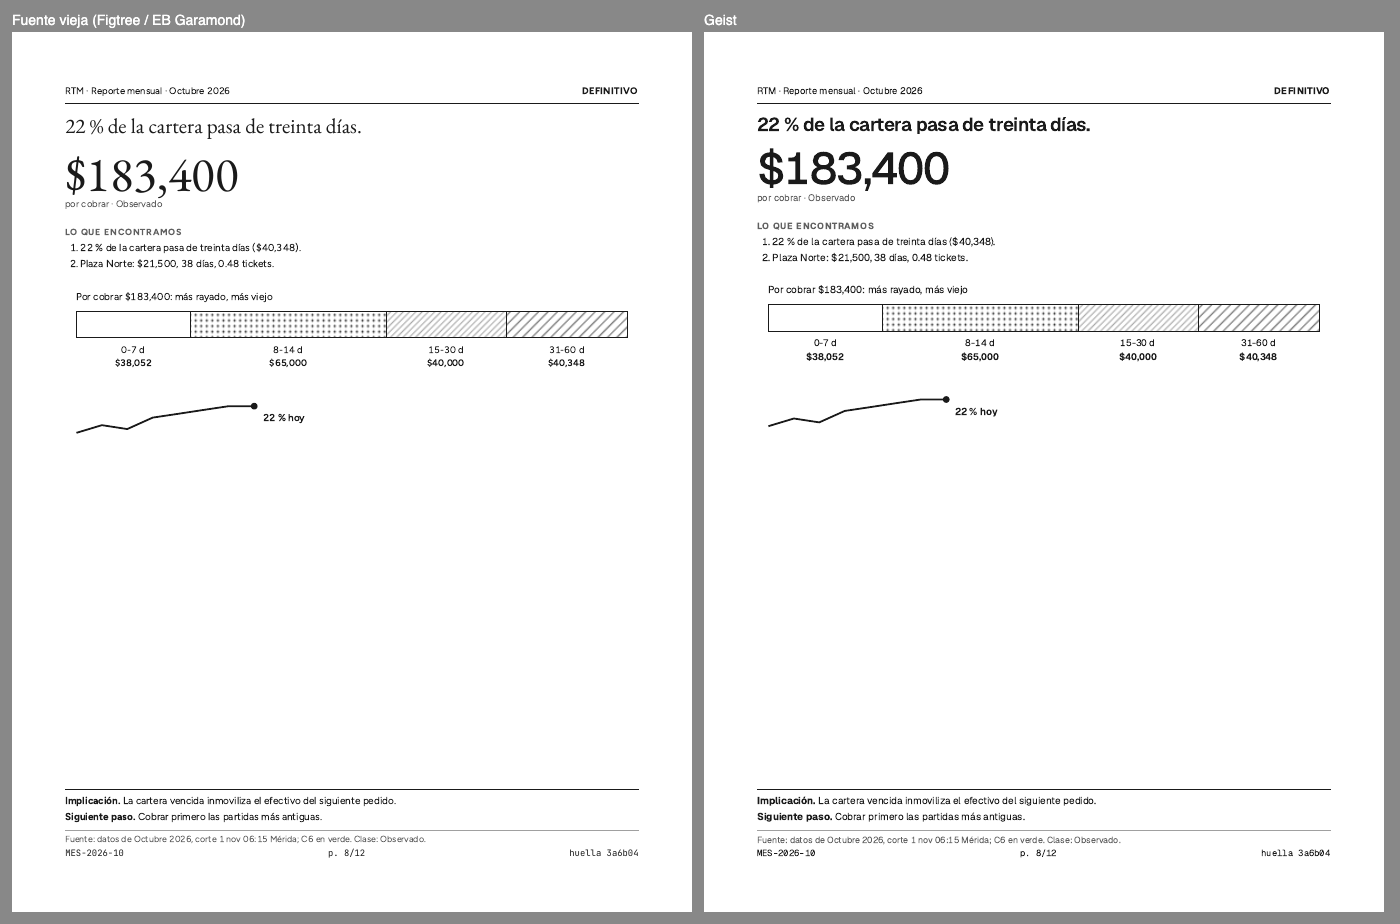 Fuente vieja (Figtree / EB Garamond)
RTM · Reporte mensual · Octubre 2026 DEFINITIVO
22 % de la cartera pasa de treinta días.
$183,400
por cobrar · Observado
LO QUE ENCONTRAMOS
1. 22 % de la cartera pasa de treinta días ($40,348).
2. Plaza Norte: $21,500, 38 días, 0.48 tickets.
Por cobrar $183,400: más rayado, más viejo
0-7 d 8-14 d 15-30 d 31-60 d
$38,052 $65,000 $40,000 $40,348
22 % hoy
Implicación. La cartera vencida inmoviliza el efectivo del siguiente pedido.
Siguiente paso. Cobrar primero las partidas más antiguas.
Fuente: datos de Octubre 2026, corte 1 nov 06:15 Mérida; C6 en verde. Clase: Observado.
MES-2026-10 p. 8/12 huella 3a6b04
Geist
RTM · Reporte mensual · Octubre 2026 DEFINITIVO
22 % de la cartera pasa de treinta días.
$183,400
por cobrar · Observado
LO QUE ENCONTRAMOS
1. 22 % de la cartera pasa de treinta días ($40,348).
2. Plaza Norte: $21,500, 38 días, 0.48 tickets.
Por cobrar $183,400: más rayado, más viejo
0-7 d 8-14 d 15-30 d 31-60 d
$38,052 $65,000 $40,000 $40,348
22 % hoy
Implicación. La cartera vencida inmoviliza el efectivo del siguiente pedido.
Siguiente paso. Cobrar primero las partidas más antiguas.
Fuente: datos de Octubre 2026, corte 1 nov 06:15 Mérida; C6 en verde. Clase: Observado.
MES-2026-10 p. 8/12 huella 3a6b04